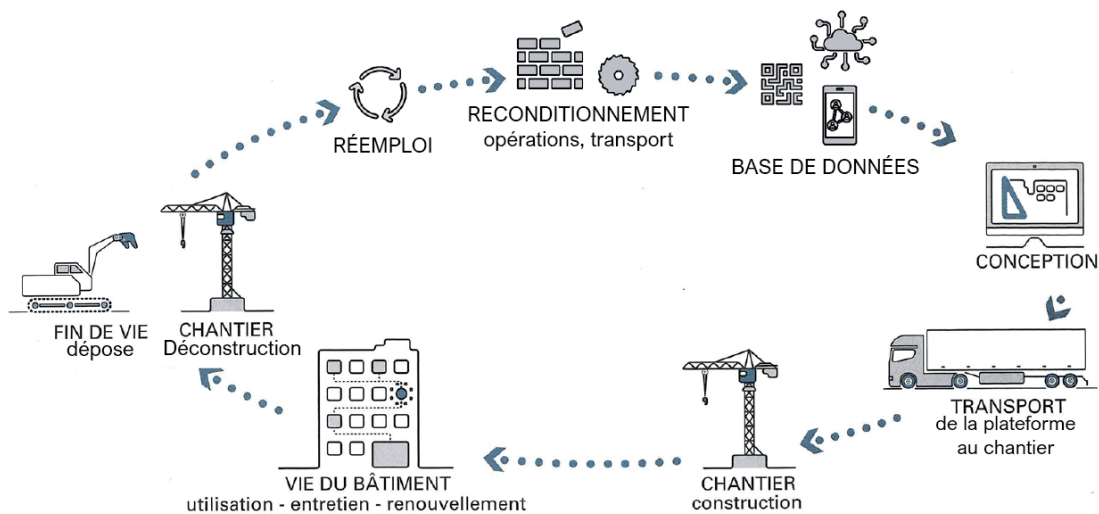 RÉEMPLOI
RECONDITIONNEMENT
opérations, transport
BASE DE DONNÉES
CONCEPTION
TRANSPORT
de la plateforme
au chantier
CHANTIER
construction
VIE DU BÂTIMENT
utilisation - entretien - renouvellement
CHANTIER
Déconstruction
FIN DE VIE
dépose